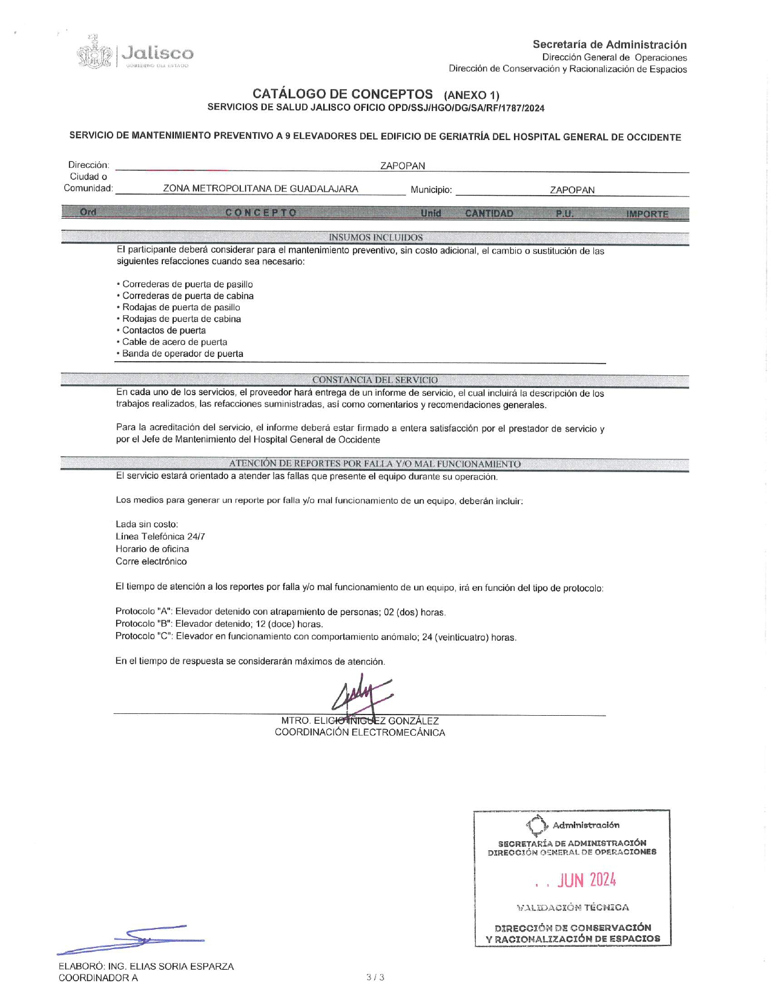 Jalisco
GOBIERNO DEL ESTADO
Secretaría de Administración
Dirección General de Operaciones
Dirección de Conservación y Racionalización de Espacios
CATÁLOGO DE CONCEPTOS (ANEXO 1)
SERVICIOS DE SALUD JALISCO OFICIO OPD/SSJ/HGO/DG/SA/RF/1787/2024
SERVICIO DE MANTENIMIENTO PREVENTIVO A 9 ELEVADORES DEL EDIFICIO DE GERIATRÍA DEL HOSPITAL GENERAL DE OCCIDENTE
Dirección: ZAPOPAN
Ciudad o
Comunidad: ZONA METROPOLITANA DE GUADALAJARA Municipio: ZAPOPAN
Ord CONCEPTO Unid CANTIDAD P.U. IMPORTE
INSUMOS INCLUIDOS
El participante deberá considerar para el mantenimiento preventivo, sin costo adicional, el cambio o sustitución de las
siguientes refacciones cuando sea necesario:
• Correderas de puerta de pasillo
• Correderas de puerta de cabina
• Rodajas de puerta de pasillo
• Rodajas de puerta de cabina
• Contactos de puerta
• Cable de acero de puerta
• Banda de operador de puerta
CONSTANCIA DEL SERVICIO
En cada uno de los servicios, el proveedor hará entrega de un informe de servicio, el cual incluirá la descripción de los
trabajos realizados, las refacciones suministradas, así como comentarios y recomendaciones generales.
Para la acreditación del servicio, el informe deberá estar firmado a entera satisfacción por el prestador de servicio y
por el Jefe de Mantenimiento del Hospital General de Occidente
ATENCIÓN DE REPORTES POR FALLA Y/O MAL FUNCIONAMIENTO
El servicio estará orientado a atender las fallas que presente el equipo durante su operación.
Los medios para generar un reporte por falla y/o mal funcionamiento de un equipo, deberán incluir:
Lada sin costo:
Línea Telefónica 24/7
Horario de oficina
Corre electrónico
El tiempo de atención a los reportes por falla y/o mal funcionamiento de un equipo, irá en función del tipo de protocolo:
Protocolo "A": Elevador detenido con atrapamiento de personas; 02 (dos) horas.
Protocolo "B": Elevador detenido; 12 (doce) horas.
Protocolo "C": Elevador en funcionamiento con comportamiento anómalo; 24 (veinticuatro) horas.
En el tiempo de respuesta se considerarán máximos de atención.
MTRO. ELIGIO IÑIGUEZ GONZÁLEZ
COORDINACIÓN ELECTROMECÁNICA
Administración
SECRETARÍA DE ADMINISTRACIÓN
DIRECCIÓN GENERAL DE OPERACIONES
JUN 2024
VALIDACIÓN TÉCNICA
DIRECCIÓN DE CONSERVACIÓN
Y RACIONALIZACIÓN DE ESPACIOS
ELABORÓ: ING. ELIAS SORIA ESPARZA
COORDINADOR A
3 / 3